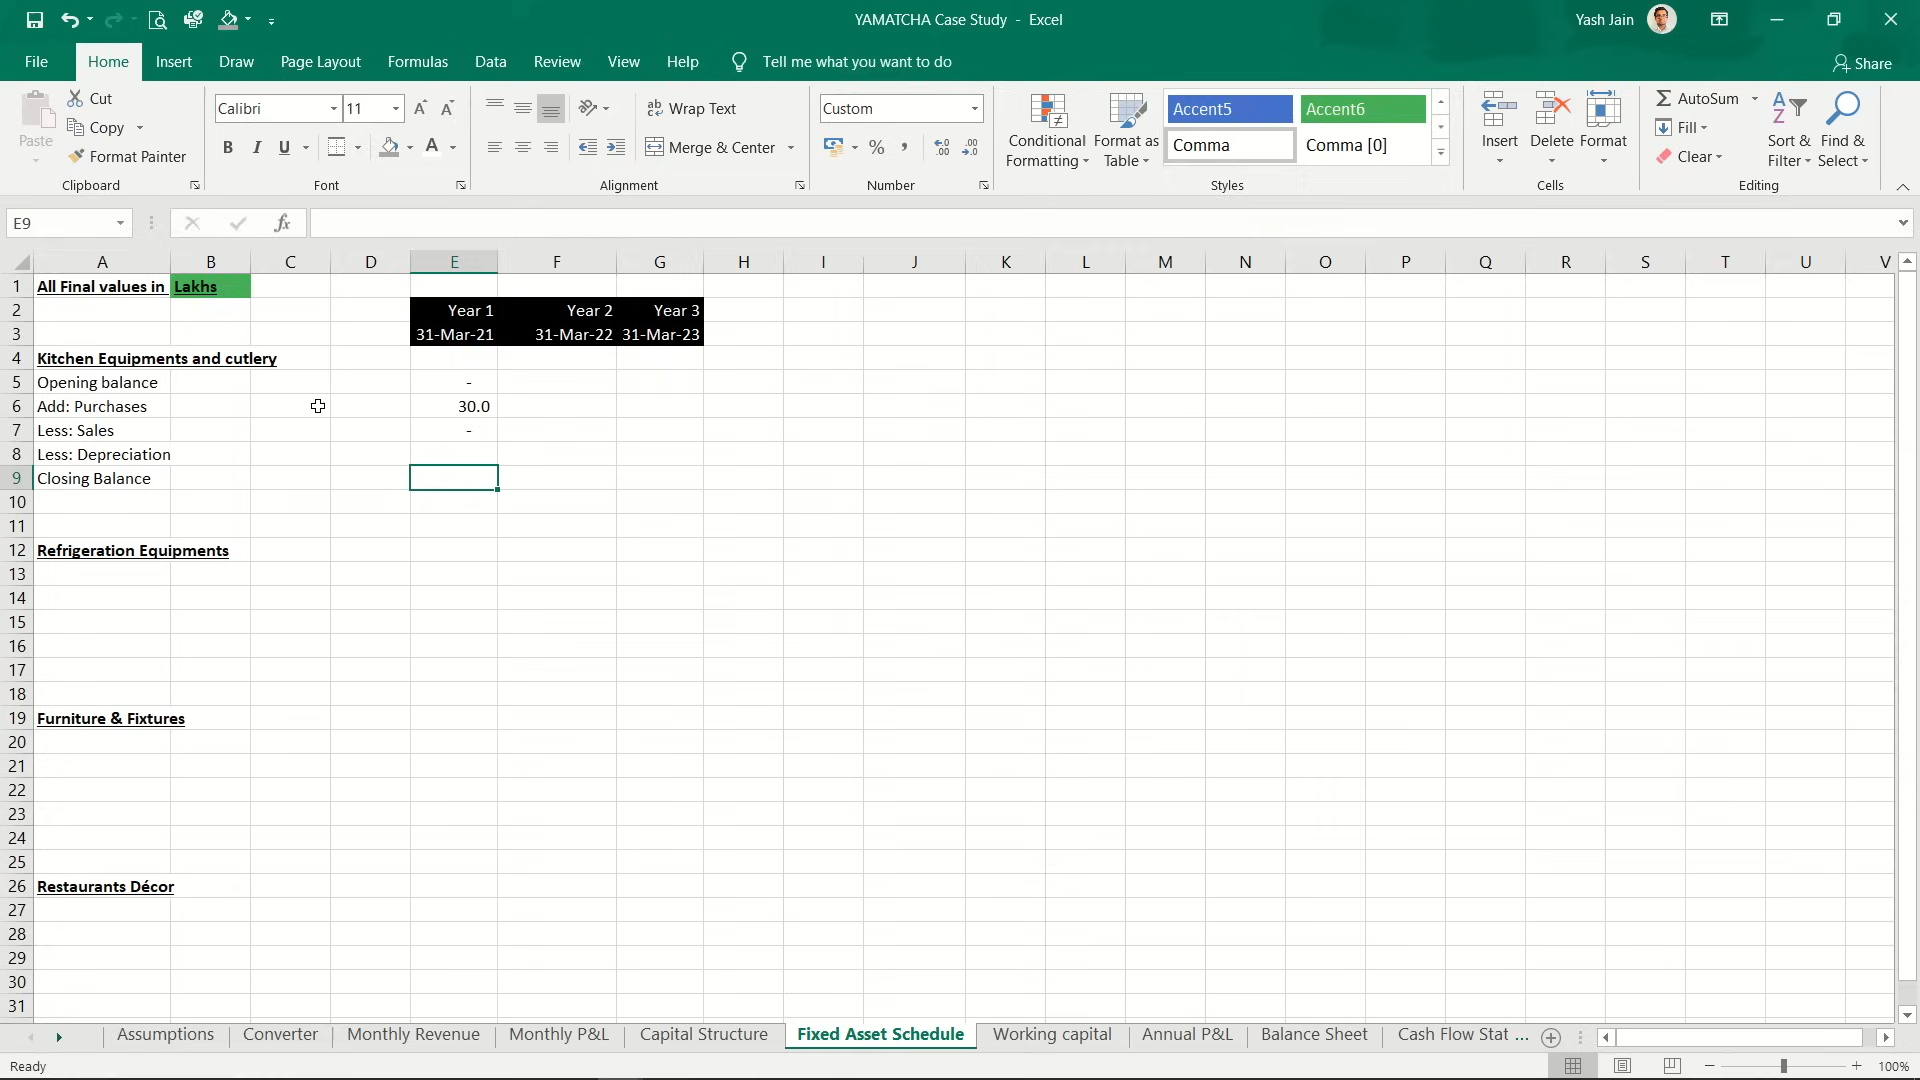 YAMATCHA Case Study - Excel
Yash Jain
File Home Insert Draw Page Layout Formulas Data Review View Help Tell me what you want to do Share
Paste
Cut
Copy
Format Painter
Clipboard
Calibri 11
B I U
Font
Wrap Text
Merge & Center
Alignment
Custom
Number
Conditional Formatting
Format as Table
Accent5 Accent6
Comma Comma [0]
Styles
Insert Delete Format
Cells
AutoSum
Fill
Clear
Sort & Filter
Find & Select
Editing
E9 fx
A B C D E F G H I J K L M N O P Q R S T U V
1 All Final values in Lakhs
2 Year 1 Year 2 Year 3
3 31-Mar-21 31-Mar-22 31-Mar-23
4 Kitchen Equipments and cutlery
5 Opening balance -
6 Add: Purchases 30.0
7 Less: Sales -
8 Less: Depreciation
9 Closing Balance
10
11
12 Refrigeration Equipments
13
14
15
16
17
18
19 Furniture & Fixtures
20
21
22
23
24
25
26 Restaurants Décor
27
28
29
30
31
Assumptions Converter Monthly Revenue Monthly P&L Capital Structure Fixed Asset Schedule Working capital Annual P&L Balance Sheet Cash Flow Stat ...
Ready 100%